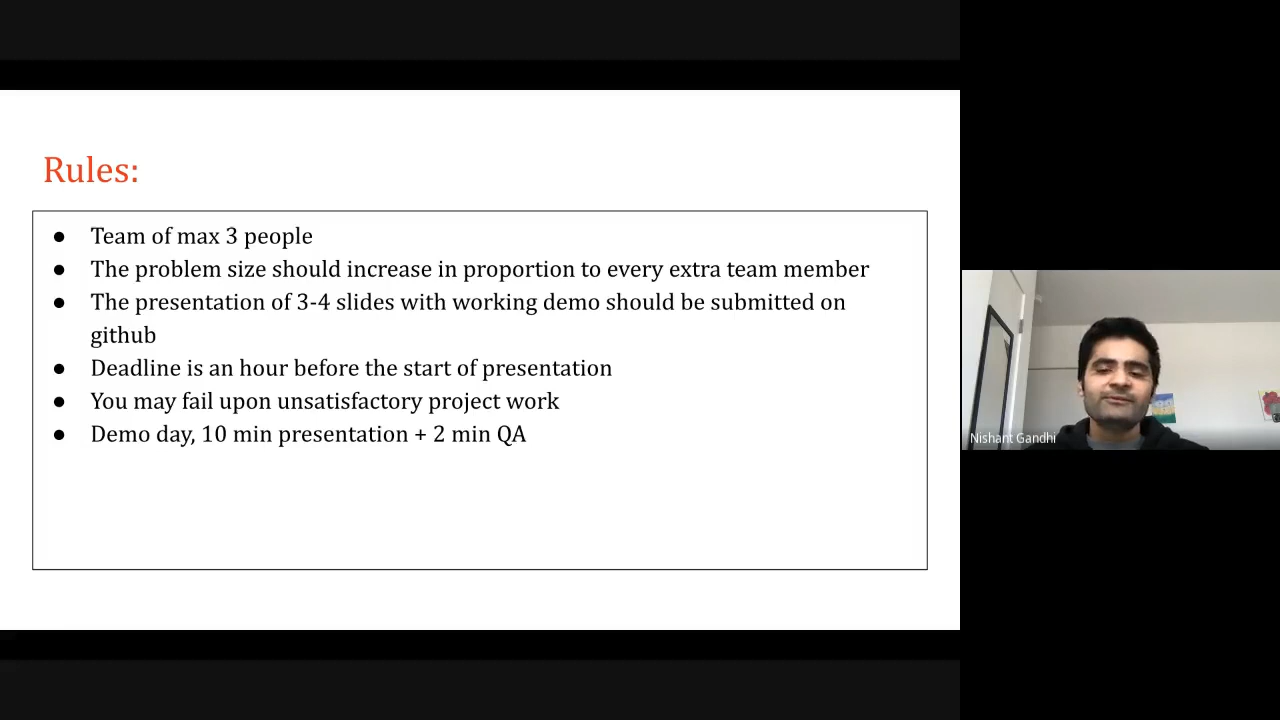 Rules:
● Team of max 3 people
● The problem size should increase in proportion to every extra team member
● The presentation of 3-4 slides with working demo should be submitted on
github
● Deadline is an hour before the start of presentation
● You may fail upon unsatisfactory project work
● Demo day, 10 min presentation + 2 min QA
Nishant Gandhi